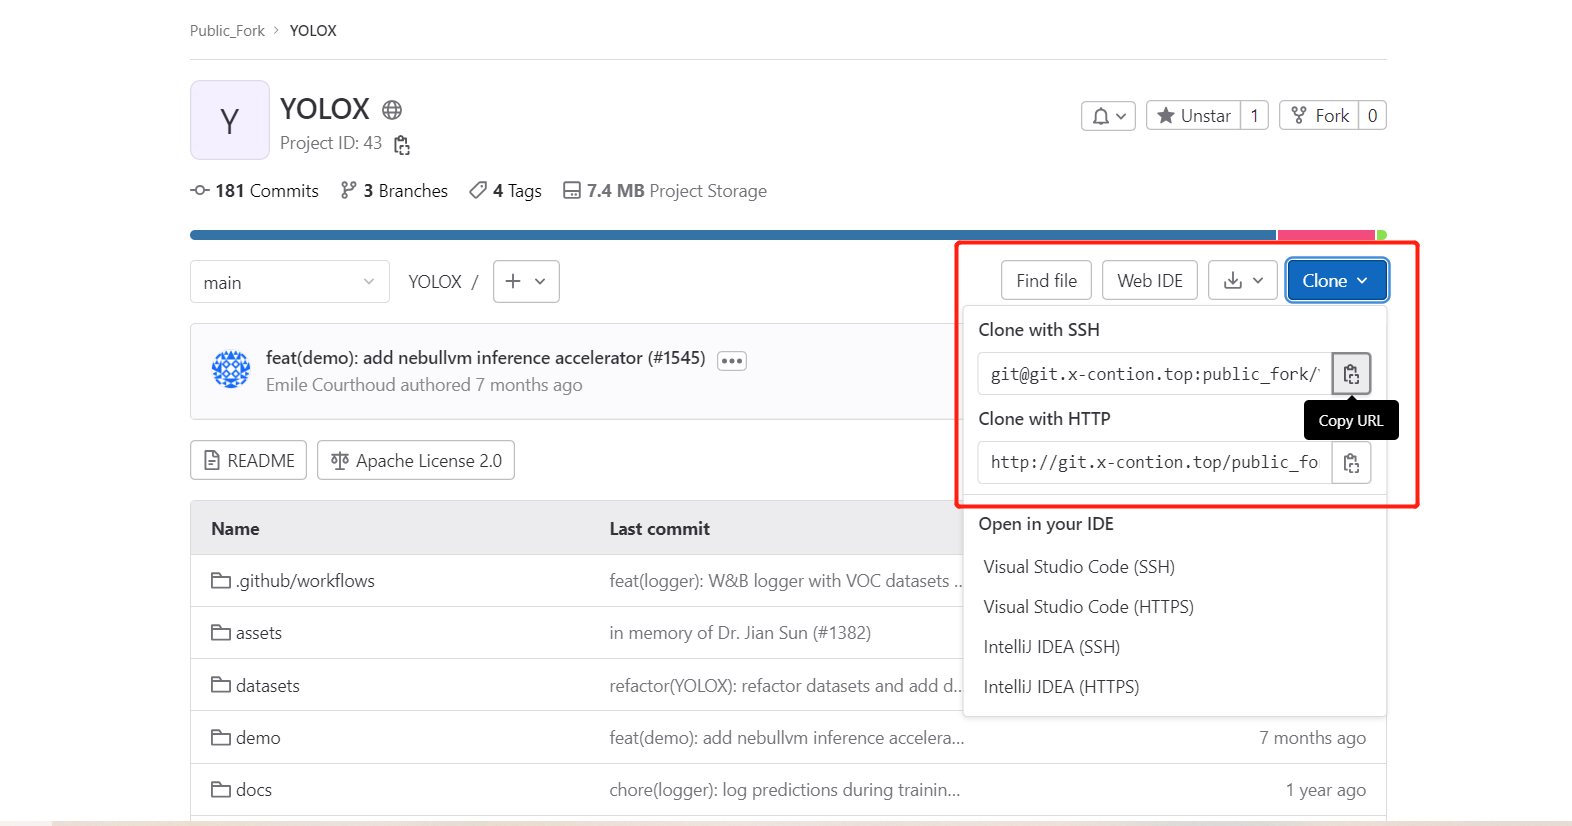 Public_Fork > YOLOX
Y
YOLOX
Project ID: 43
Unstar 1
Fork 0
181 Commits 3 Branches 4 Tags 7.4 MB Project Storage
main
YOLOX / +
Find file
Web IDE
Clone
Clone with SSH
git@git.x-contion.top:public_fork/
Copy URL
Clone with HTTP
http://git.x-contion.top/public_fo
Open in your IDE
Visual Studio Code (SSH)
Visual Studio Code (HTTPS)
IntelliJ IDEA (SSH)
IntelliJ IDEA (HTTPS)
feat(demo): add nebullvm inference accelerator (#1545)
Emile Courthoud authored 7 months ago
README
Apache License 2.0
Name Last commit
.github/workflows feat(logger): W&B logger with VOC datasets ...
assets in memory of Dr. Jian Sun (#1382)
datasets refactor(YOLOX): refactor datasets and add d...
demo feat(demo): add nebullvm inference accelera... 7 months ago
docs chore(logger): log predictions during trainin... 1 year ago